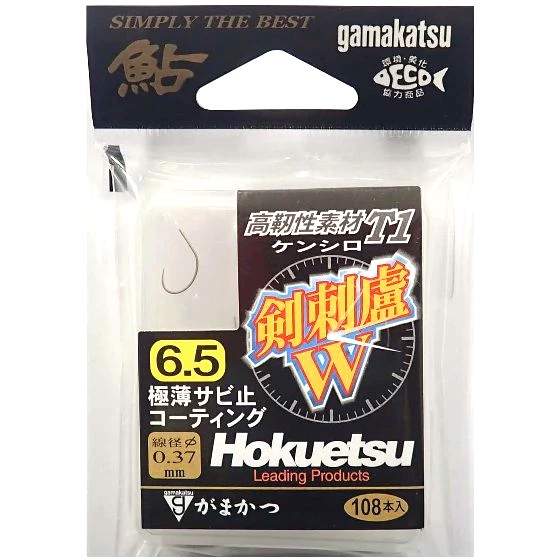 SIMPLY THE BEST
鮎
gamakatsu
環境・美化
ECO
協力商品
高靭性素材T1
ケンシロ
剣刺盧
W
6.5
極薄サビ止
コーティング
線径φ
0.37
mm
Hokuetsu
Leading Products
gamakatsu
がまかつ
108本入